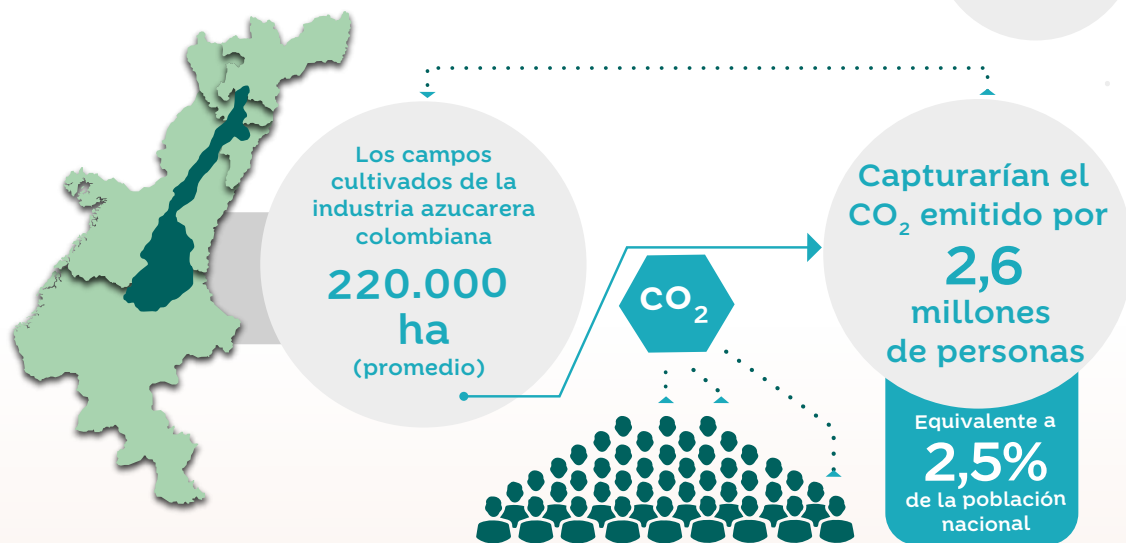 Los campos
cultivados de la
industria azucarera
colombiana
220.000
ha
(promedio)
CO₂
Capturarían el
CO₂ emitido por
2,6
millones
de personas
Equivalente a
2,5%
de la población
nacional